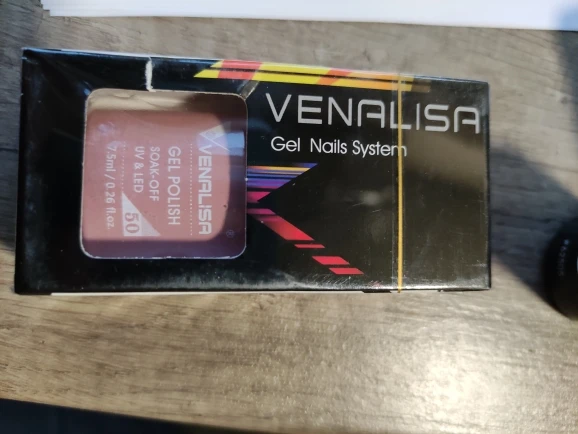 VENALISA
Gel Nails System
VENALISA
GEL POLISH
SOAK-OFF
UV & LED
7.5ml / 0.26 fl.oz.
50